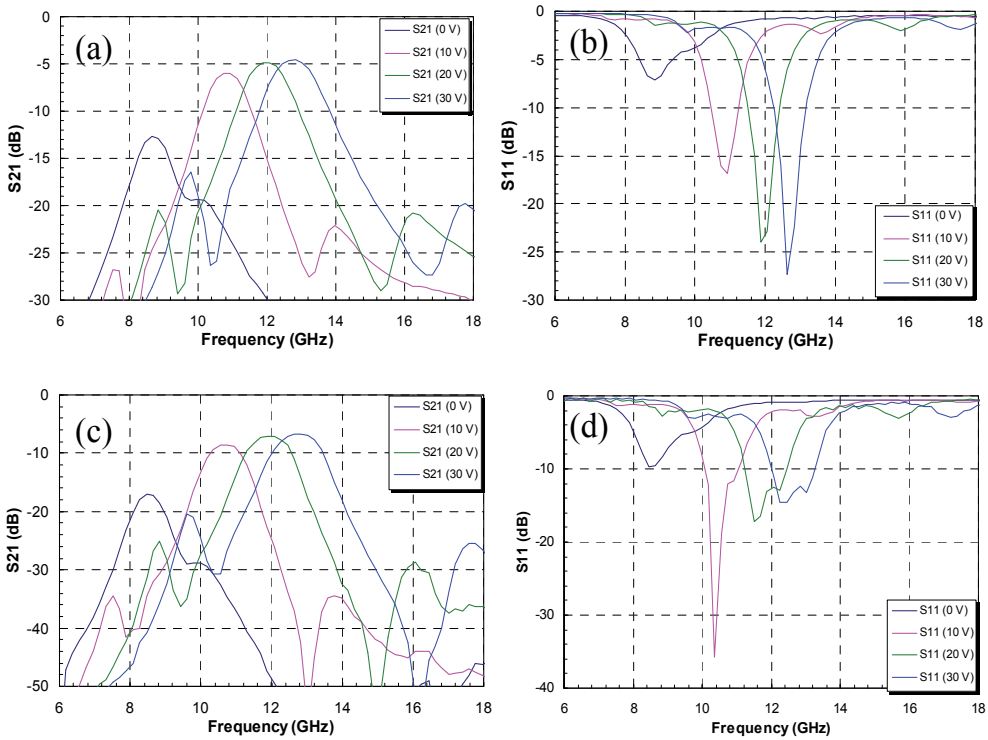 (a)
S21 (0 V)
S21 (10 V)
S21 (20 V)
S21 (30 V)
0
-5
-10
-15
-20
-25
-30
S21 (dB)
6 8 10 12 14 16 18
Frequency (GHz)
(b)
S11 (0 V)
S11 (10 V)
S11 (20 V)
S11 (30 V)
0
-5
-10
-15
-20
-25
-30
S11 (dB)
6 8 10 12 14 16 18
Frequency (GHz)
(c)
S21 (0 V)
S21 (10 V)
S21 (20 V)
S21 (30 V)
0
-10
-20
-30
-40
-50
S21 (dB)
6 8 10 12 14 16 18
Frequency (GHz)
(d)
S11 (0 V)
S11 (10 V)
S11 (20 V)
S11 (30 V)
0
-10
-20
-30
-40
S11 (dB)
6 8 10 12 14 16 18
Frequency (GHz)